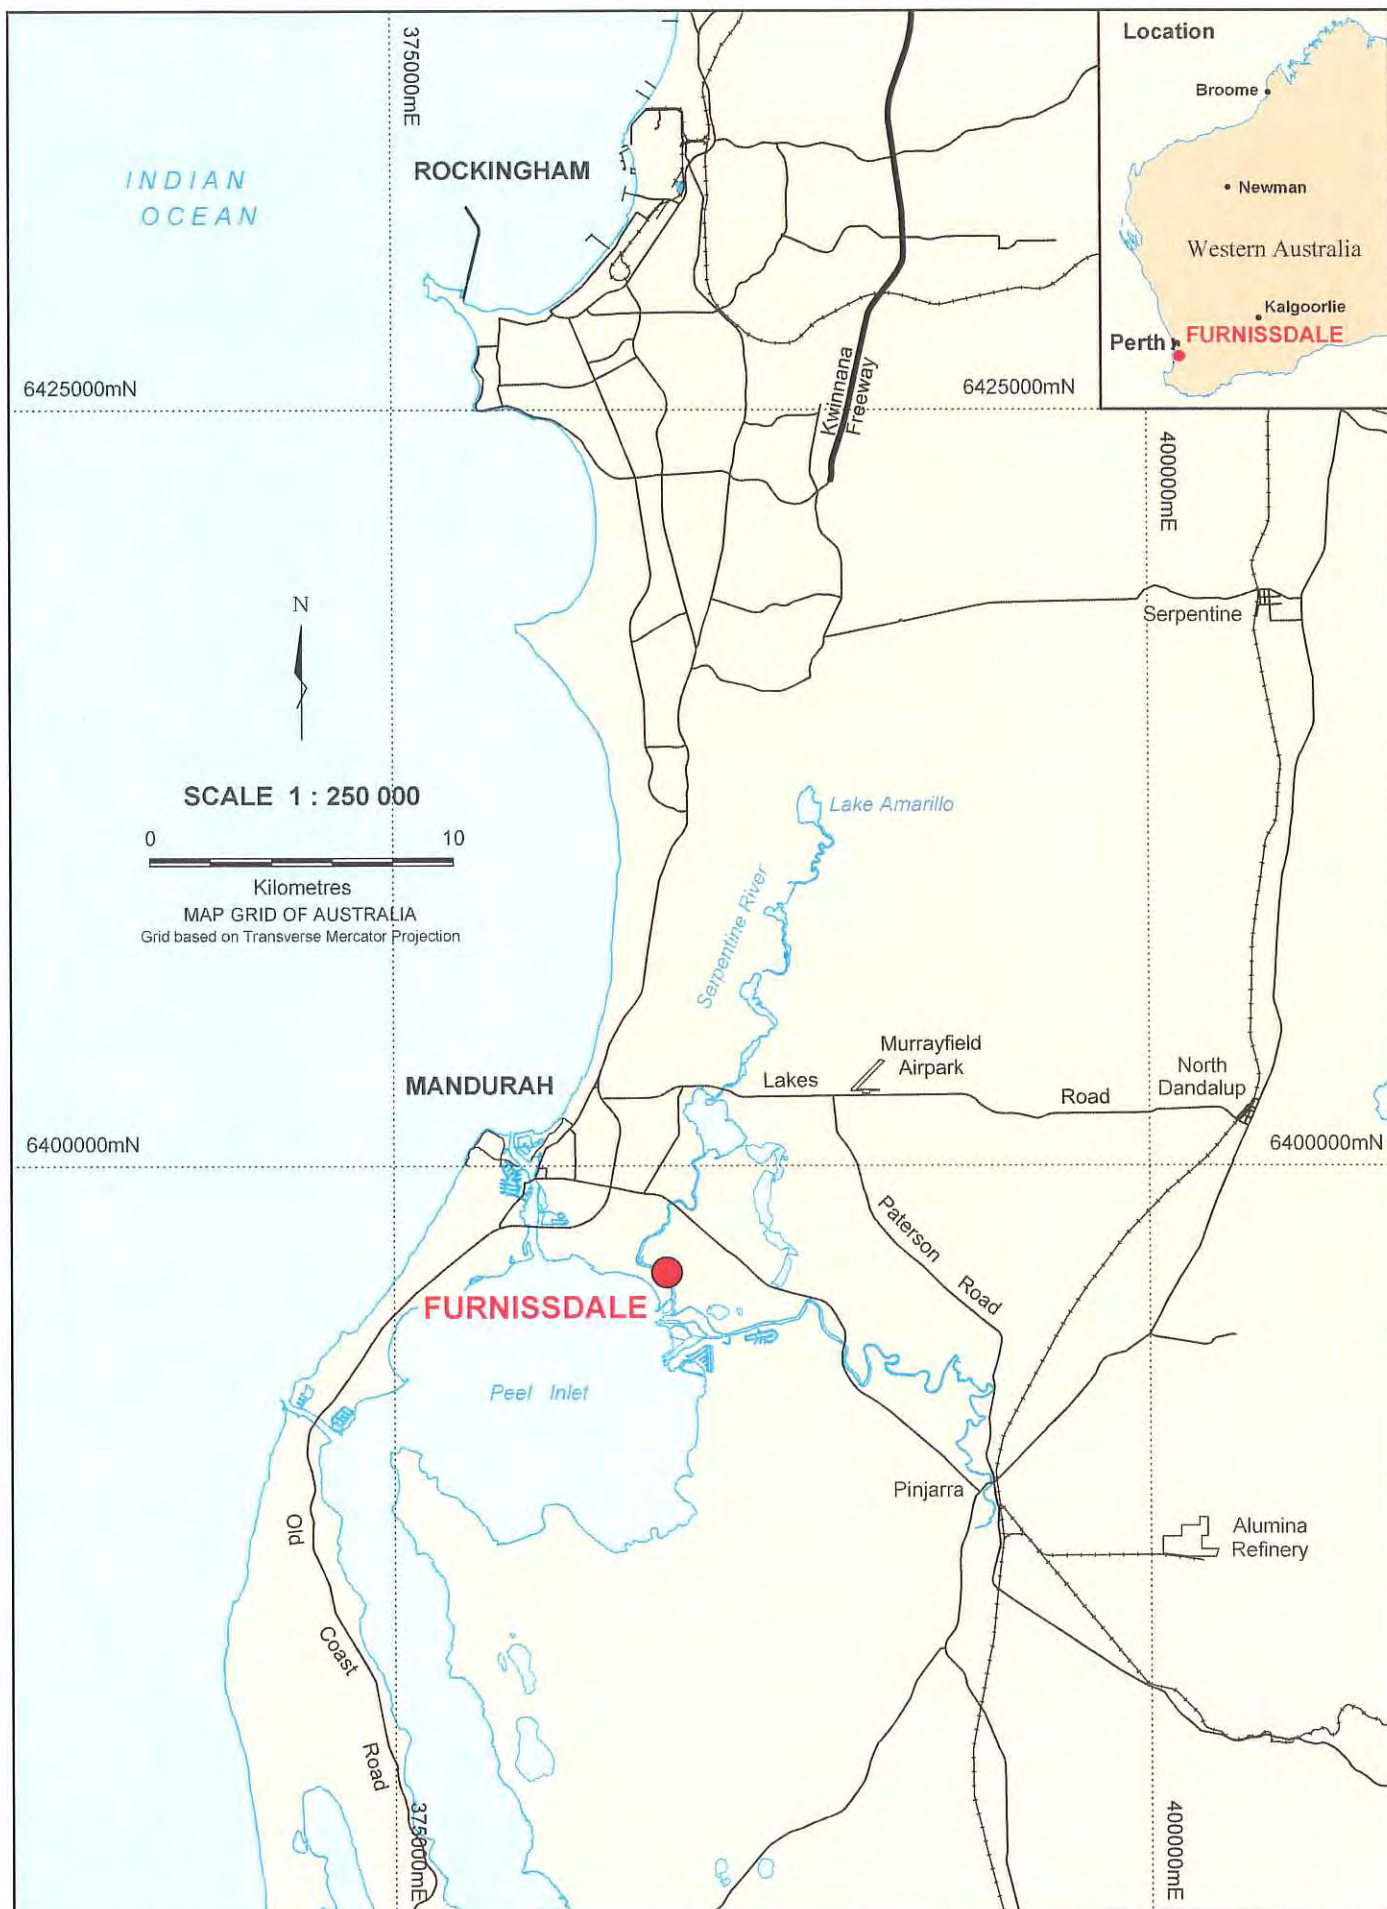 375000mE
Location
Broome
Newman
Western Australia
Kalgoorlie
Perth
FURNISSDALE
INDIAN
OCEAN
ROCKINGHAM
6425000mN
6425000mN
Kwinnana
Freeway
400000mE
Serpentine
N
SCALE 1 : 250 000
0 10
Kilometres
MAP GRID OF AUSTRALIA
Grid based on Transverse Mercator Projection
Lake Amarillo
Serpentine River
MANDURAH
Lakes
Murrayfield
Airpark
Road
North
Dandalup
6400000mN
6400000mN
Paterson
Road
FURNISSDALE
Peel Inlet
Pinjarra
Alumina
Refinery
Old
Coast
Road
375000mE
400000mE